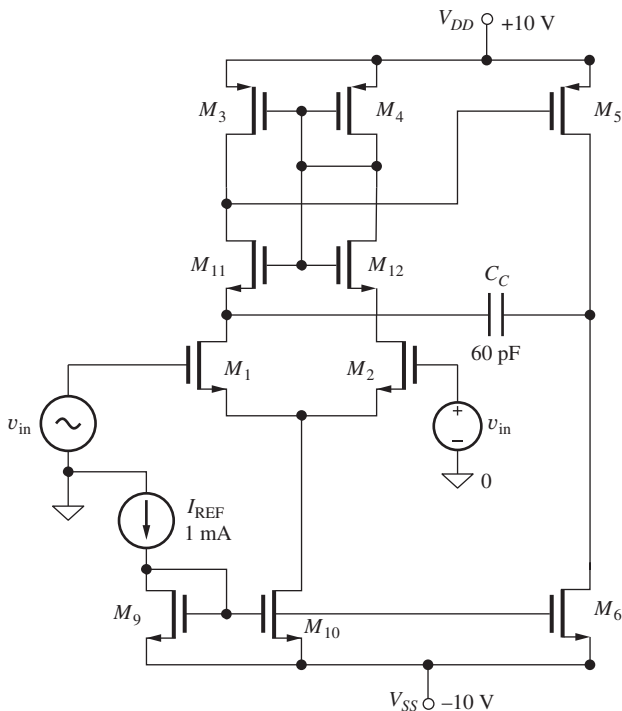 V_DD +10 V
M_3
M_4
M_5
M_11
M_12
C_C
60 pF
M_1
M_2
v_in
+
v_in
–
0
I_REF
1 mA
M_9
M_10
M_6
V_SS –10 V